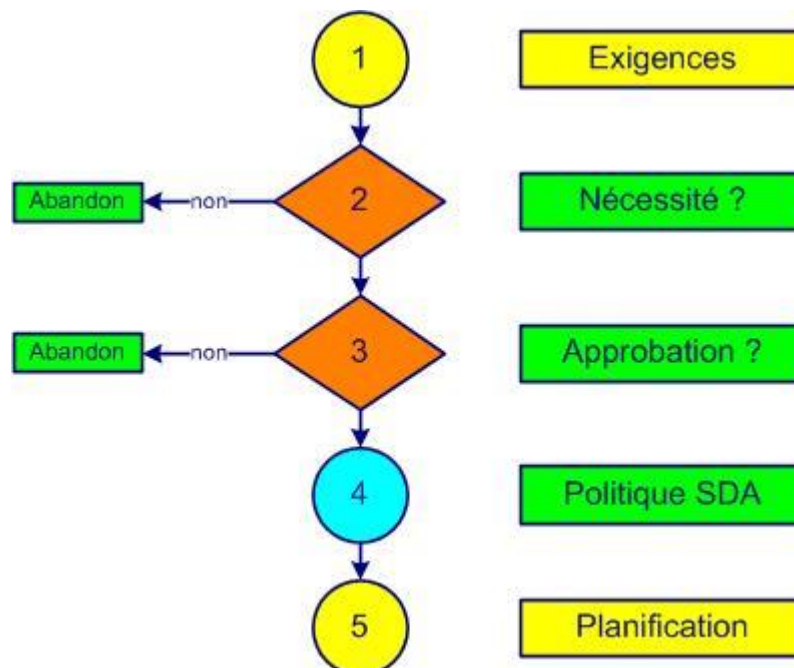 1
Exigences
Abandon
non
2
Nécessité ?
Abandon
non
3
Approbation ?
4
Politique SDA
5
Planification